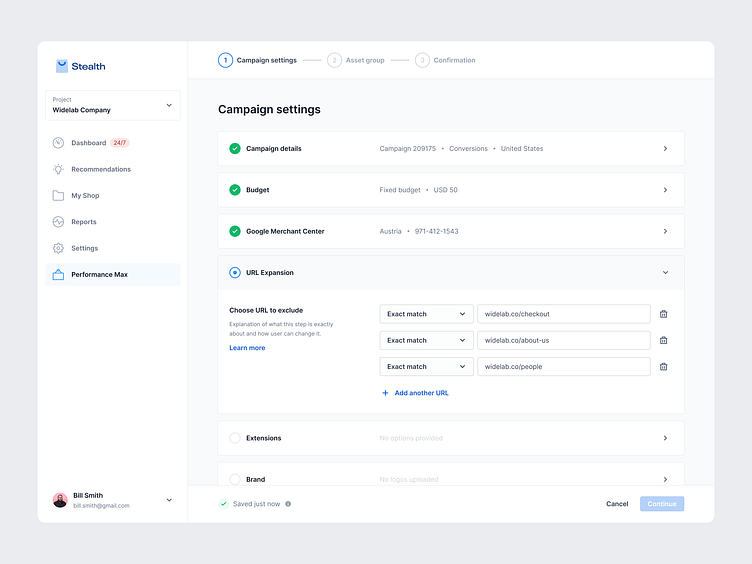 Stealth
Project
Widelab Company
Dashboard 24/7
Recommendations
My Shop
Reports
Settings
Performance Max
Bill Smith
bill.smith@gmail.com
1 Campaign settings 2 Asset group 3 Confirmation
Campaign settings
Campaign details Campaign 209175 • Conversions • United States
Budget Fixed budget • USD 50
Google Merchant Center Austria • 971-412-1543
URL Expansion
Choose URL to exclude
Explanation of what this step is exactly
about and how user can change it.
Learn more
Exact match widelab.co/checkout
Exact match widelab.co/about-us
Exact match widelab.co/people
+ Add another URL
Extensions No options provided
Brand No logos uploaded
Saved just now
Cancel Continue